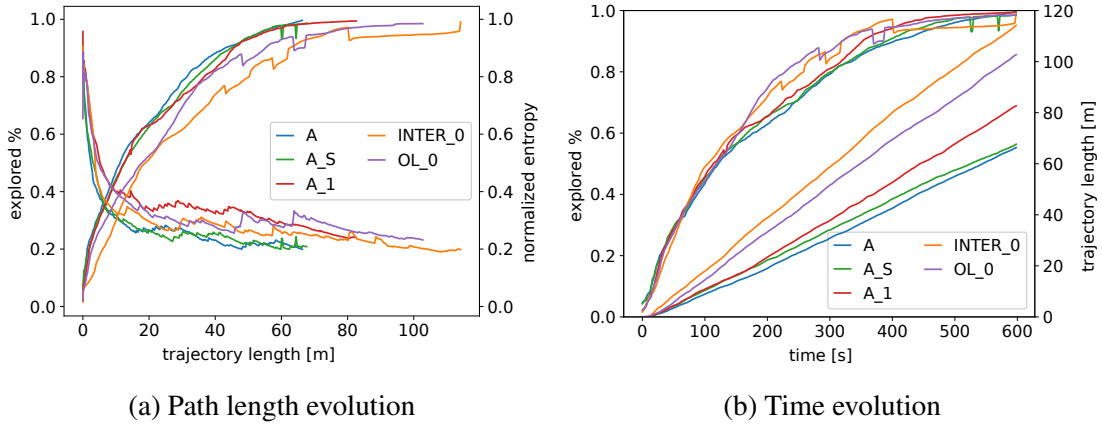 explored %
1.0
0.8
0.6
0.4
0.2
0.0
0
20
40
60
80
100
trajectory length [m]
1.0
0.8
0.6
0.4
0.2
0.0
normalized entropy
A
A_S
A_1
INTER_0
OL_0
(a) Path length evolution
explored %
1.0
0.8
0.6
0.4
0.2
0.0
0
100
200
300
400
500
600
time [s]
120
100
80
60
40
20
0
trajectory length [m]
A
A_S
A_1
INTER_0
OL_0
(b) Time evolution